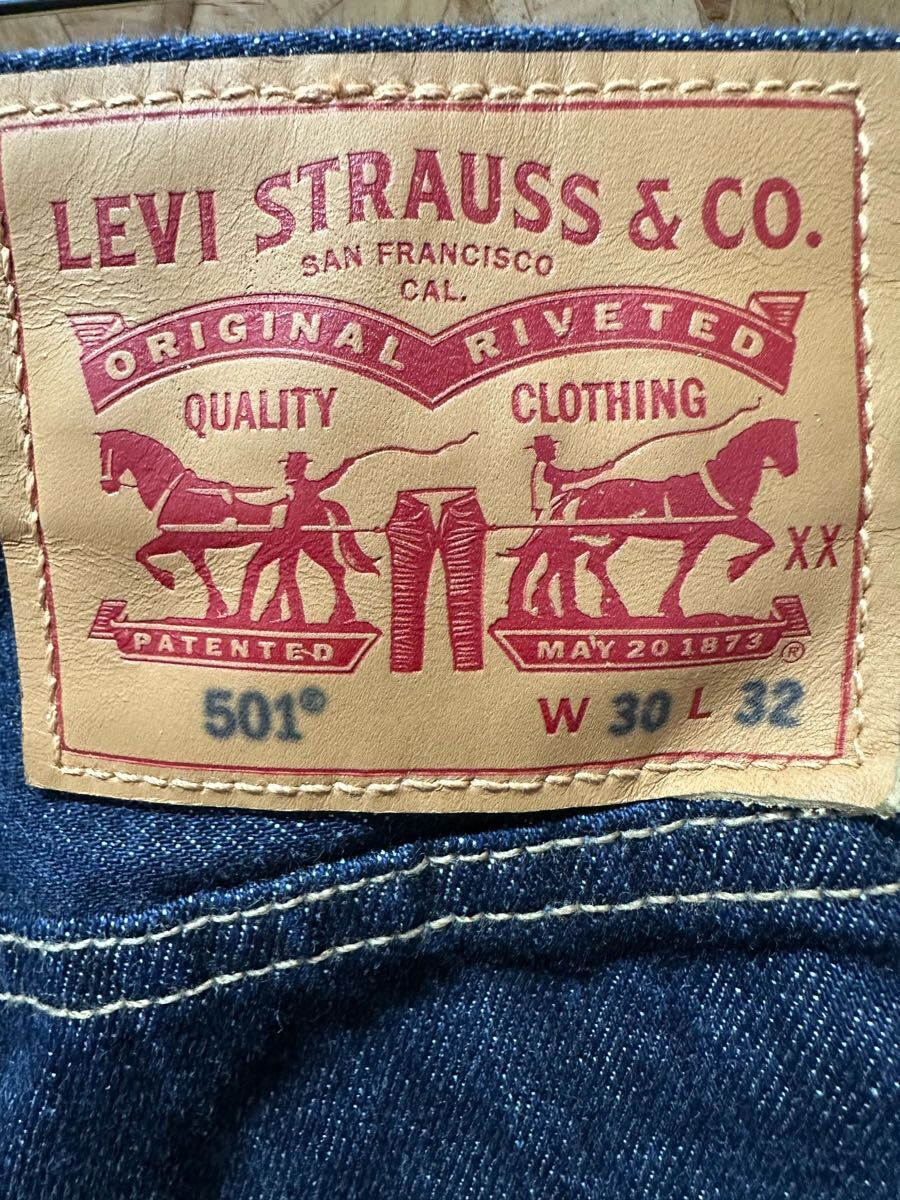 LEVI STRAUSS & CO.
SAN FRANCISCO
CAL.
ORIGINAL RIVETED
QUALITY CLOTHING
XX
PATENTED MAY 20 1873 ®
501® W 30 L 32